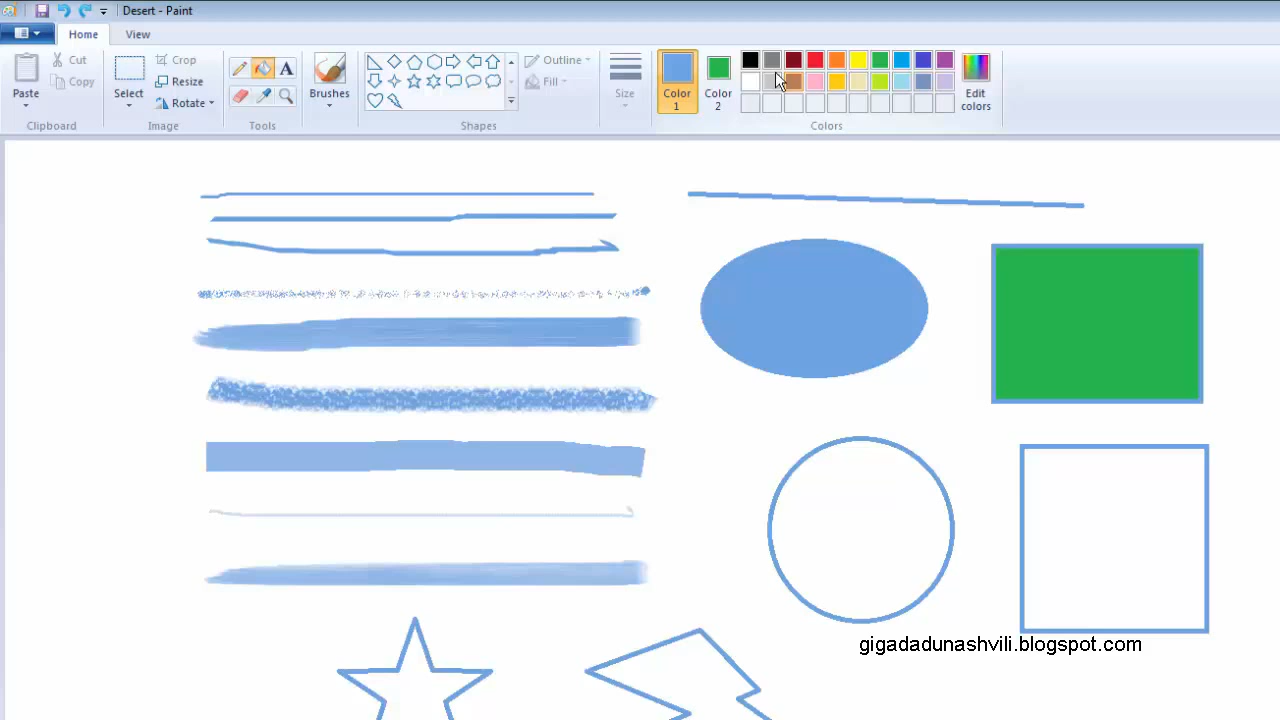 Desert - Paint
Home View
Paste
Cut
Copy
Clipboard
Select
Crop
Resize
Rotate
Image
A
Tools
Brushes
Outline
Fill
Shapes
Size
Color 1
Color 2
Edit colors
Colors
gigadadunashvili.blogspot.com